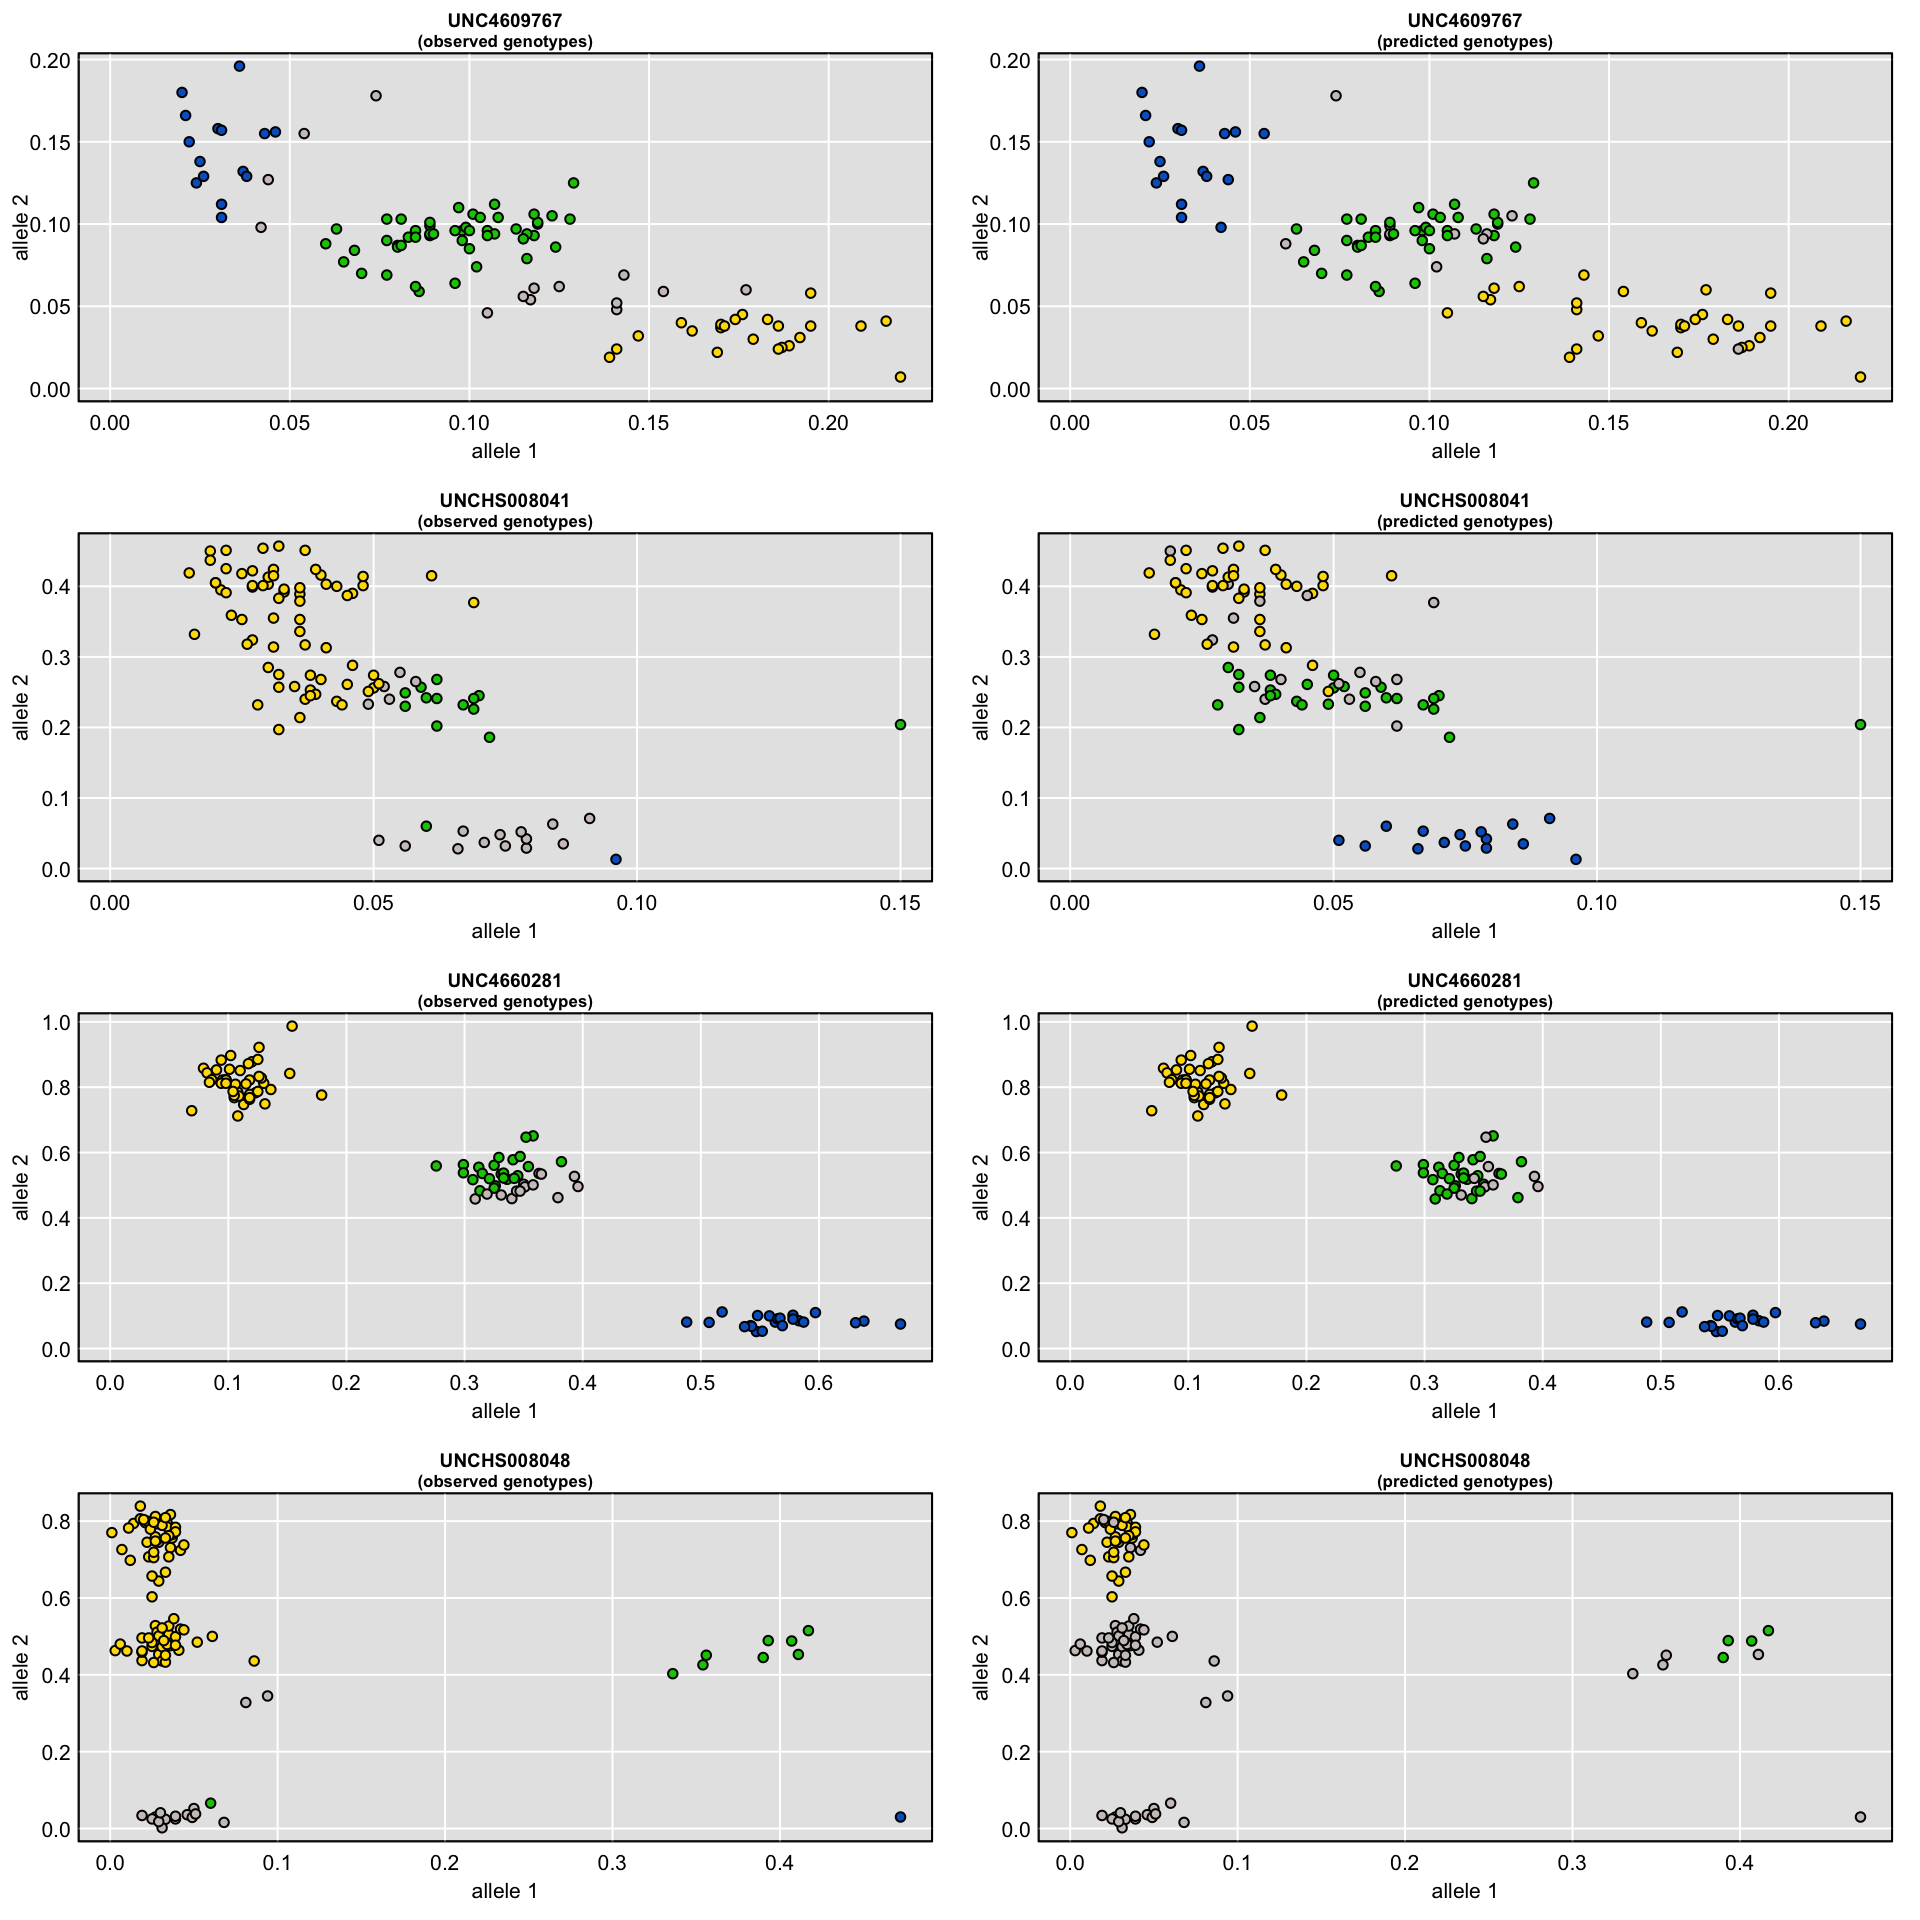 UNC4609767
(observed genotypes)
allele 2
0.20
0.15
0.10
0.05
0.00
0.00 0.05 0.10 0.15 0.20
allele 1
UNC4609767
(predicted genotypes)
allele 2
0.20
0.15
0.10
0.05
0.00
0.00 0.05 0.10 0.15 0.20
allele 1
UNCHS008041
(observed genotypes)
allele 2
0.4
0.3
0.2
0.1
0.0
0.00 0.05 0.10 0.15
allele 1
UNCHS008041
(predicted genotypes)
allele 2
0.4
0.3
0.2
0.1
0.0
0.00 0.05 0.10 0.15
allele 1
UNC4660281
(observed genotypes)
allele 2
1.0
0.8
0.6
0.4
0.2
0.0
0.0 0.1 0.2 0.3 0.4 0.5 0.6
allele 1
UNC4660281
(predicted genotypes)
allele 2
1.0
0.8
0.6
0.4
0.2
0.0
0.0 0.1 0.2 0.3 0.4 0.5 0.6
allele 1
UNCHS008048
(observed genotypes)
allele 2
0.8
0.6
0.4
0.2
0.0
0.0 0.1 0.2 0.3 0.4
allele 1
UNCHS008048
(predicted genotypes)
allele 2
0.8
0.6
0.4
0.2
0.0
0.0 0.1 0.2 0.3 0.4
allele 1